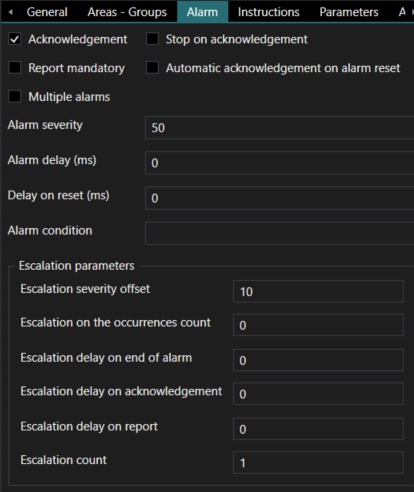 General Areas - Groups Alarm Instructions Parameters A
Acknowledgement Stop on acknowledgement
Report mandatory Automatic acknowledgement on alarm reset
Multiple alarms
Alarm severity 50
Alarm delay (ms) 0
Delay on reset (ms) 0
Alarm condition
Escalation parameters
Escalation severity offset 10
Escalation on the occurrences count 0
Escalation delay on end of alarm 0
Escalation delay on acknowledgement 0
Escalation delay on report 0
Escalation count 1